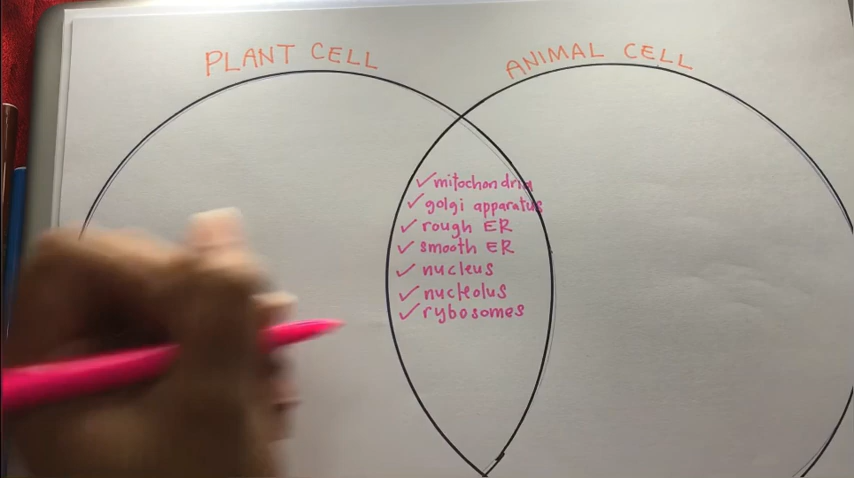 PLANT CELL
ANIMAL CELL
✓mitochondria
✓golgi apparatus
✓rough ER
✓smooth ER
✓nucleus
✓nucleolus
✓rybosomes